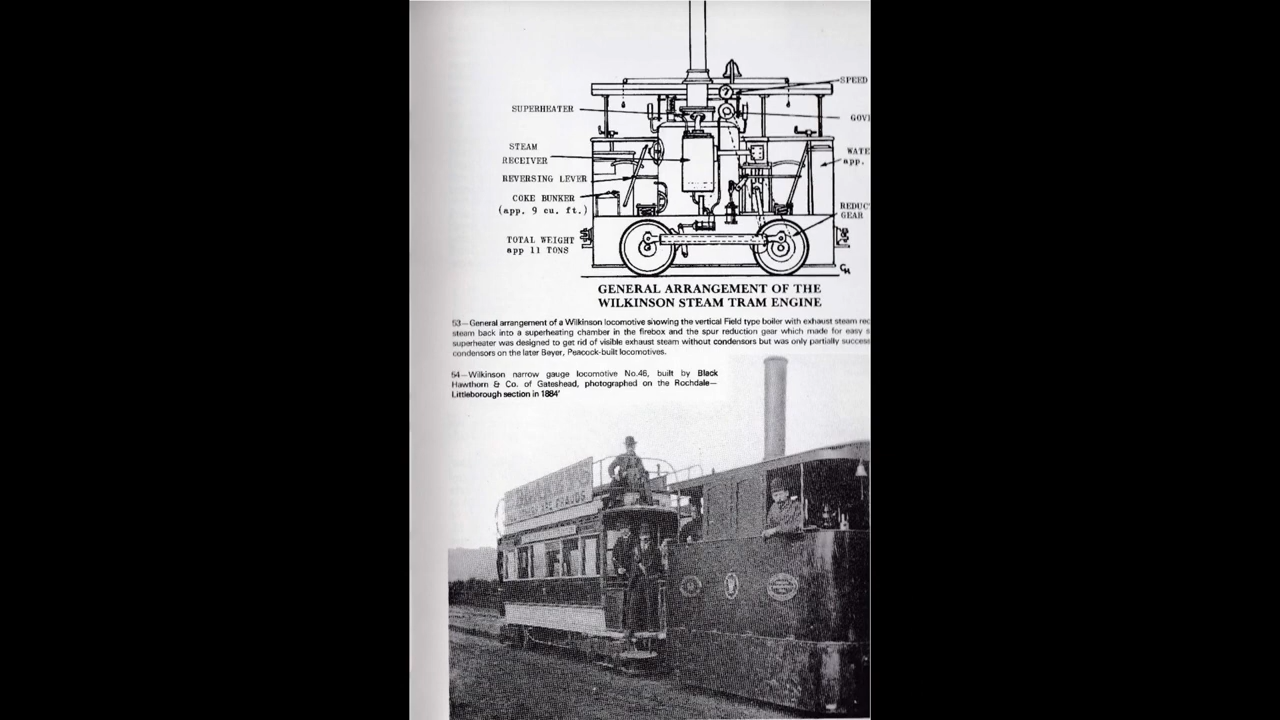 SPEED
SUPERHEATER
GOV
STEAM
RECEIVER
WATE
app.
REVERSING LEVER
COKE BUNKER
(app. 9 cu. ft.)
REDUC
GEAR
TOTAL WEIGHT
app 11 TONS
GENERAL ARRANGEMENT OF THE
WILKINSON STEAM TRAM ENGINE
53—General arrangement of a Wilkinson locomotive showing the vertical Field type boiler with exhaust steam rec
steam back into a superheating chamber in the firebox and the spur reduction gear which made for easy
superheater was designed to get rid of visible exhaust steam without condensors but was only partially success
condensors on the later Beyer, Peacock-built locomotives.
54—Wilkinson narrow gauge locomotive No.46, built by Black
Hawthorn & Co. of Gateshead, photographed on the Rochdale—
Littleborough section in 1884'
FRAUDS